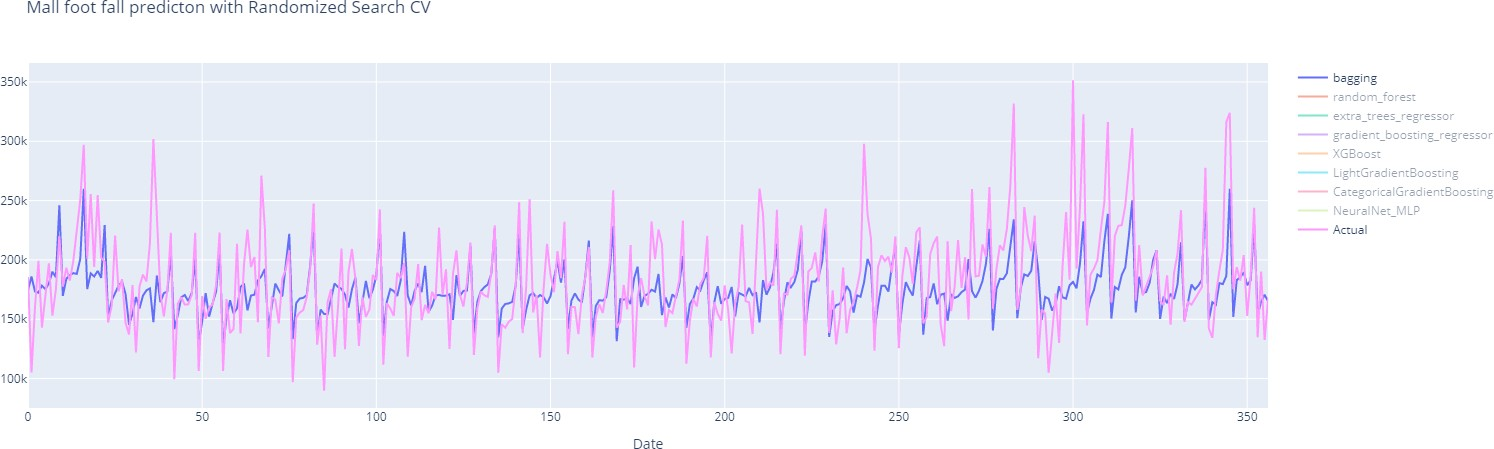 Mall foot fall predicton with Randomized Search CV
350k
300k
250k
200k
150k
100k
0 50 100 150 200 250 300 350
Date
bagging
random_forest
extra_trees_regressor
gradient_boosting_regressor
XGBoost
LightGradientBoosting
CategoricalGradientBoosting
NeuralNet_MLP
Actual